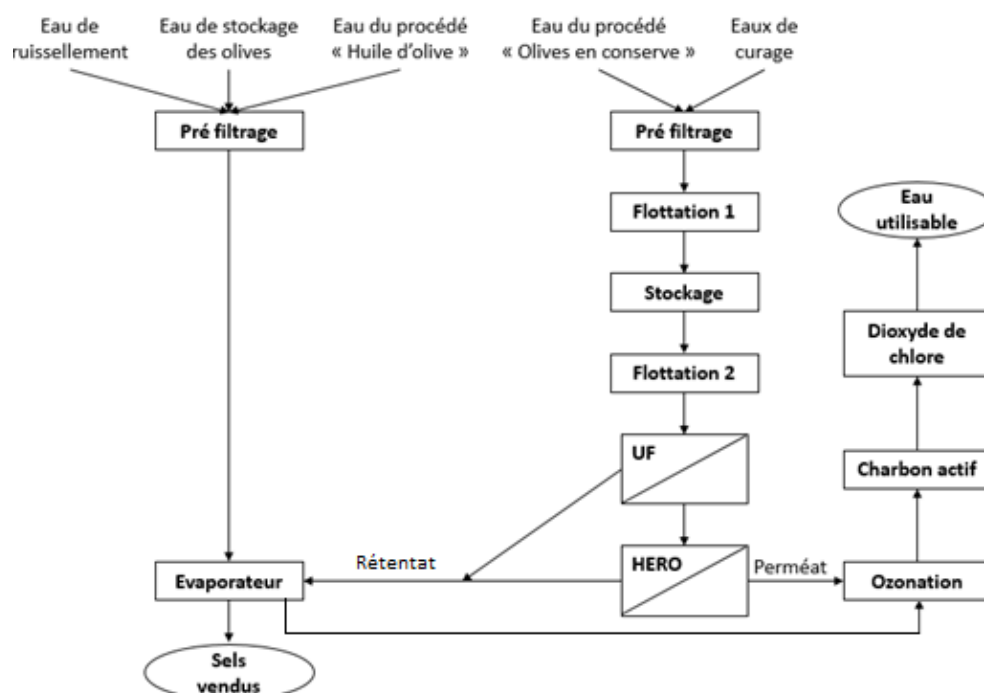 Eau de
ruissellement
Eau de stockage
des olives
Eau du procédé
« Huile d'olive »
Eau du procédé
« Olives en conserve »
Eaux de
curage
Pré filtrage
Pré filtrage
Flottation 1
Stockage
Flottation 2
UF
HERO
Rétentat
Perméat
Evaporateur
Sels
vendus
Ozonation
Charbon actif
Dioxyde de
chlore
Eau
utilisable